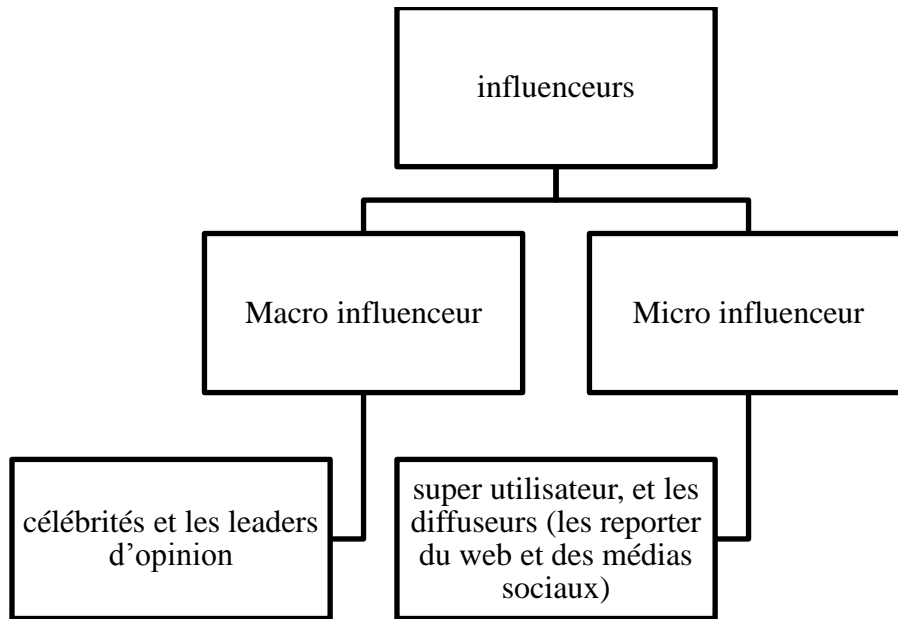 influenceurs
Macro influenceur
Micro influenceur
célébrités et les leaders
d’opinion
super utilisateur, et les
diffuseurs (les reporter
du web et des médias
sociaux)